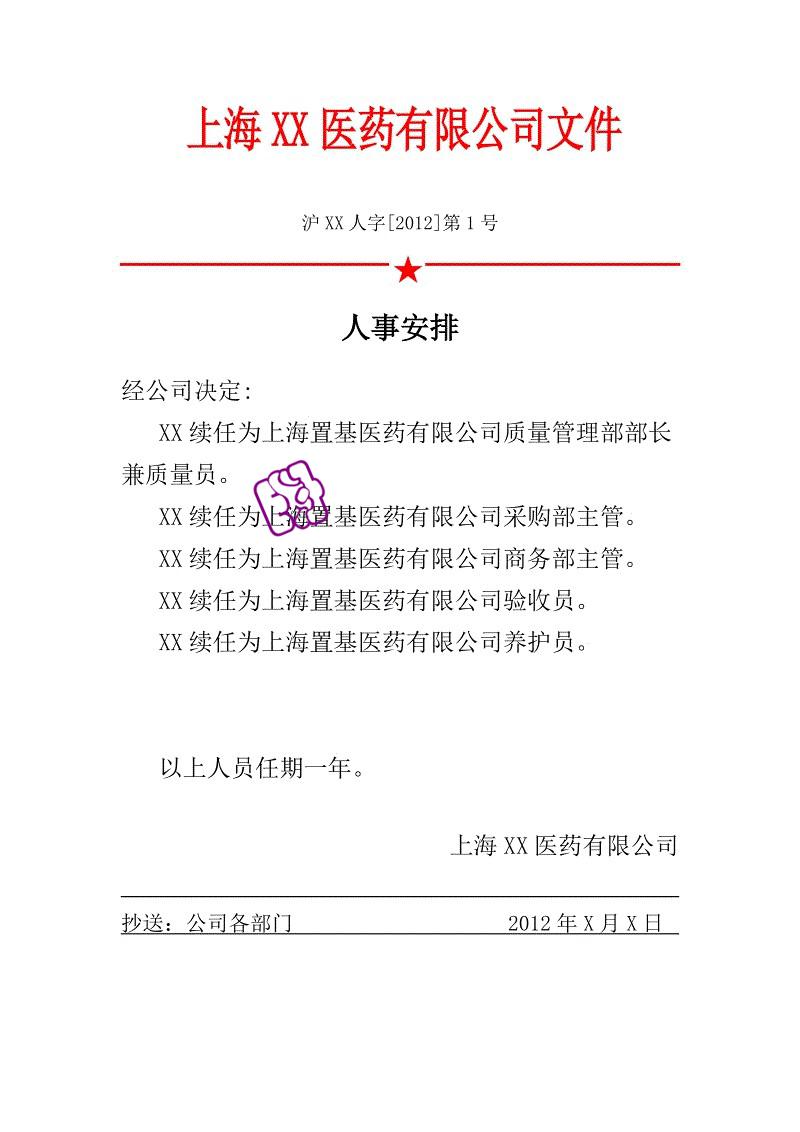 上海 XX 医药有限公司文件
沪 XX 人字[2012]第 1 号
人事安排
经公司决定:
XX 续任为上海置基医药有限公司质量管理部部长
兼质量员。
XX 续任为上海置基医药有限公司采购部主管。
XX 续任为上海置基医药有限公司商务部主管。
XX 续任为上海置基医药有限公司验收员。
XX 续任为上海置基医药有限公司养护员。
以上人员任期一年。
上海 XX 医药有限公司
抄送：公司各部门 2012 年 X 月 X 日